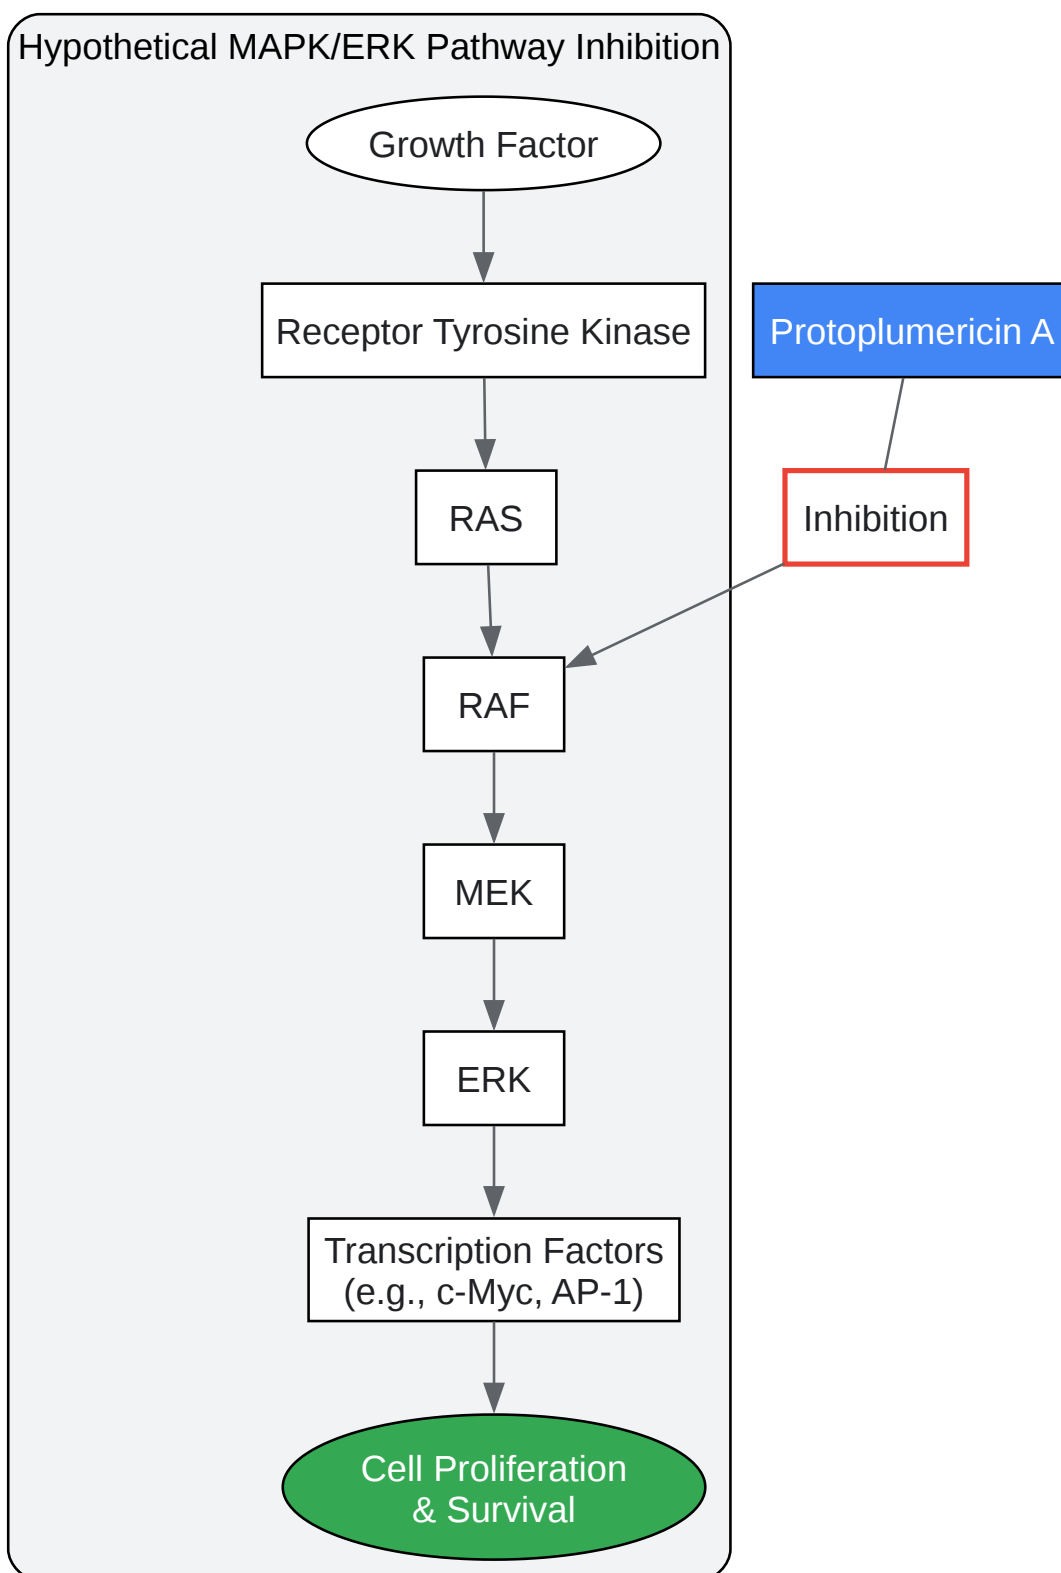 Hypothetical MAPK/ERK Pathway Inhibition
Growth Factor
Receptor Tyrosine Kinase
Protoplumericin A
RAS
Inhibition
RAF
MEK
ERK
Transcription Factors
(e.g., c-Myc, AP-1)
Cell Proliferation
& Survival